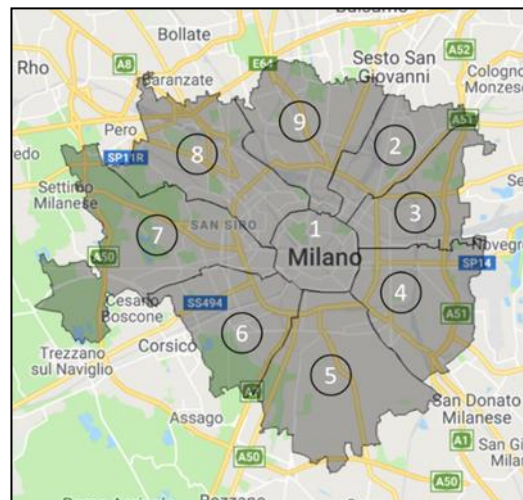 Bollate
A52
Sesto San
Giovanni
Rho
A8
E64
Cologno
Monzese
Baranzate
A51
Pero
9
2
8
SP11R
Settimo
Milanese
3
1
7
SAN SIRO
Milano
Novegro
A50
SP14
4
Cesano
Boscone
SS494
A51
6
Corsico
5
Trezzano
sul Naviglio
A7
San Donato
Milanese
Assago
A1
A50
A50